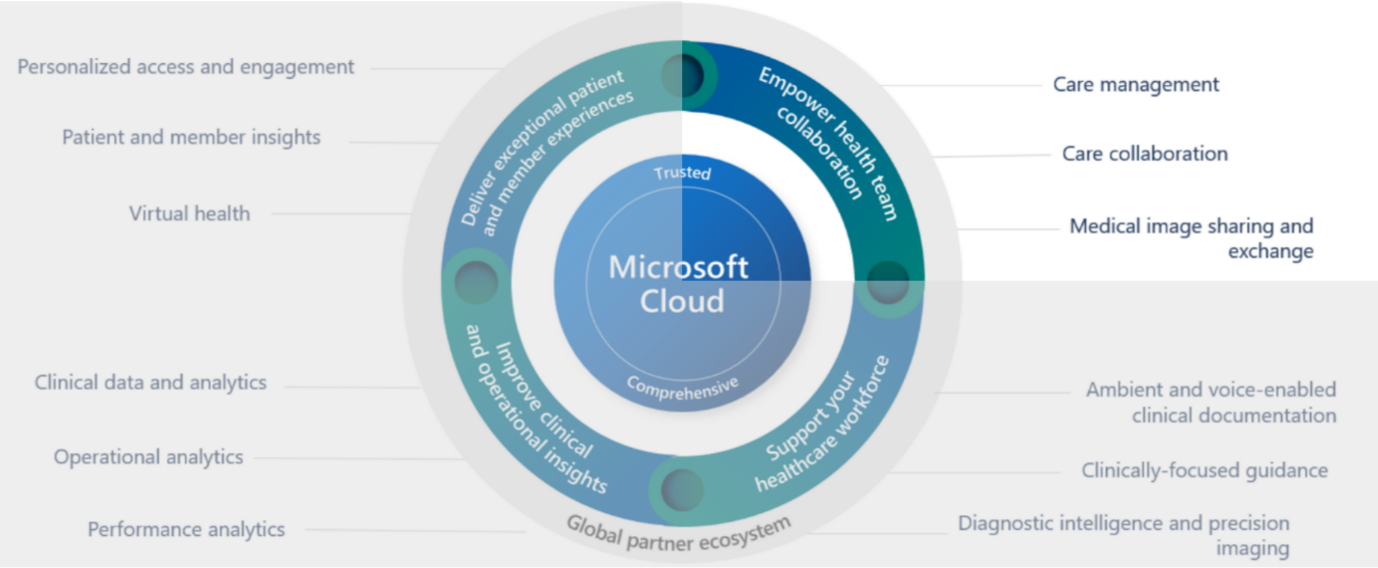 Personalized access and engagement
Patient and member insights
Virtual health
Deliver exceptional patient
and member experiences
Empower health team
collaboration
Care management
Care collaboration
Medical image sharing and
exchange
Trusted
Microsoft
Cloud
Comprehensive
Clinical data and analytics
Operational analytics
Performance analytics
Improve clinical
and operational insights
Support your
healthcare workforce
Ambient and voice-enabled
clinical documentation
Clinically-focused guidance
Diagnostic intelligence and precision
imaging
Global partner ecosystem